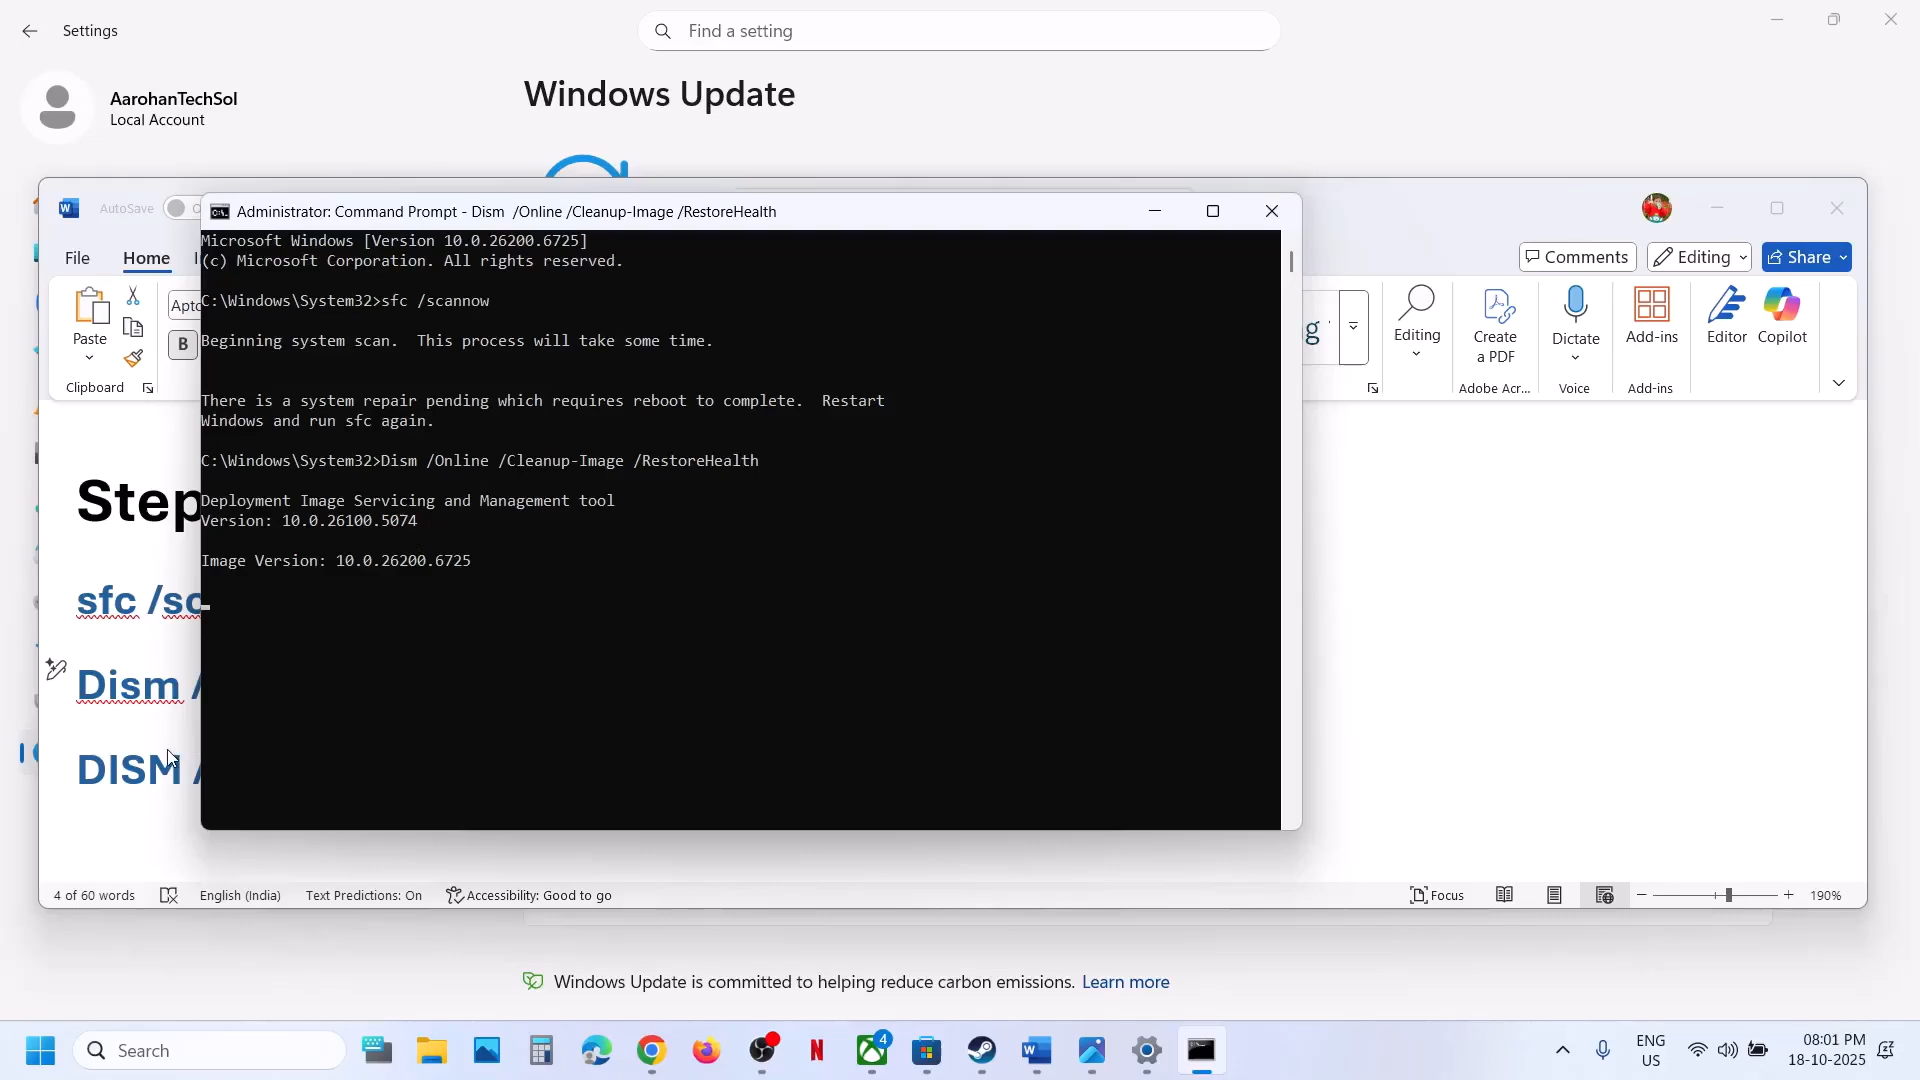 Settings
Find a setting
AarohanTechSol
Local Account
Windows Update
AutoSave
Administrator: Command Prompt - Dism /Online /Cleanup-Image /RestoreHealth
File
Home
Comments
Editing
Share
Paste
Clipboard
B
Editing
Create
a PDF
Adobe Acr...
Dictate
Voice
Add-ins
Add-ins
Editor
Copilot
Microsoft Windows [Version 10.0.26200.6725]
(c) Microsoft Corporation. All rights reserved.
C:\Windows\System32>sfc /scannow
Beginning system scan.  This process will take some time.
There is a system repair pending which requires reboot to complete.  Restart
Windows and run sfc again.
C:\Windows\System32>Dism /Online /Cleanup-Image /RestoreHealth
Deployment Image Servicing and Management tool
Version: 10.0.26100.5074
Image Version: 10.0.26200.6725
Step
sfc /sc
Dism /
DISM /
4 of 60 words
English (India)
Text Predictions: On
Accessibility: Good to go
Focus
190%
Windows Update is committed to helping reduce carbon emissions. Learn more
Search
4
ENG
US
08:01 PM
18-10-2025